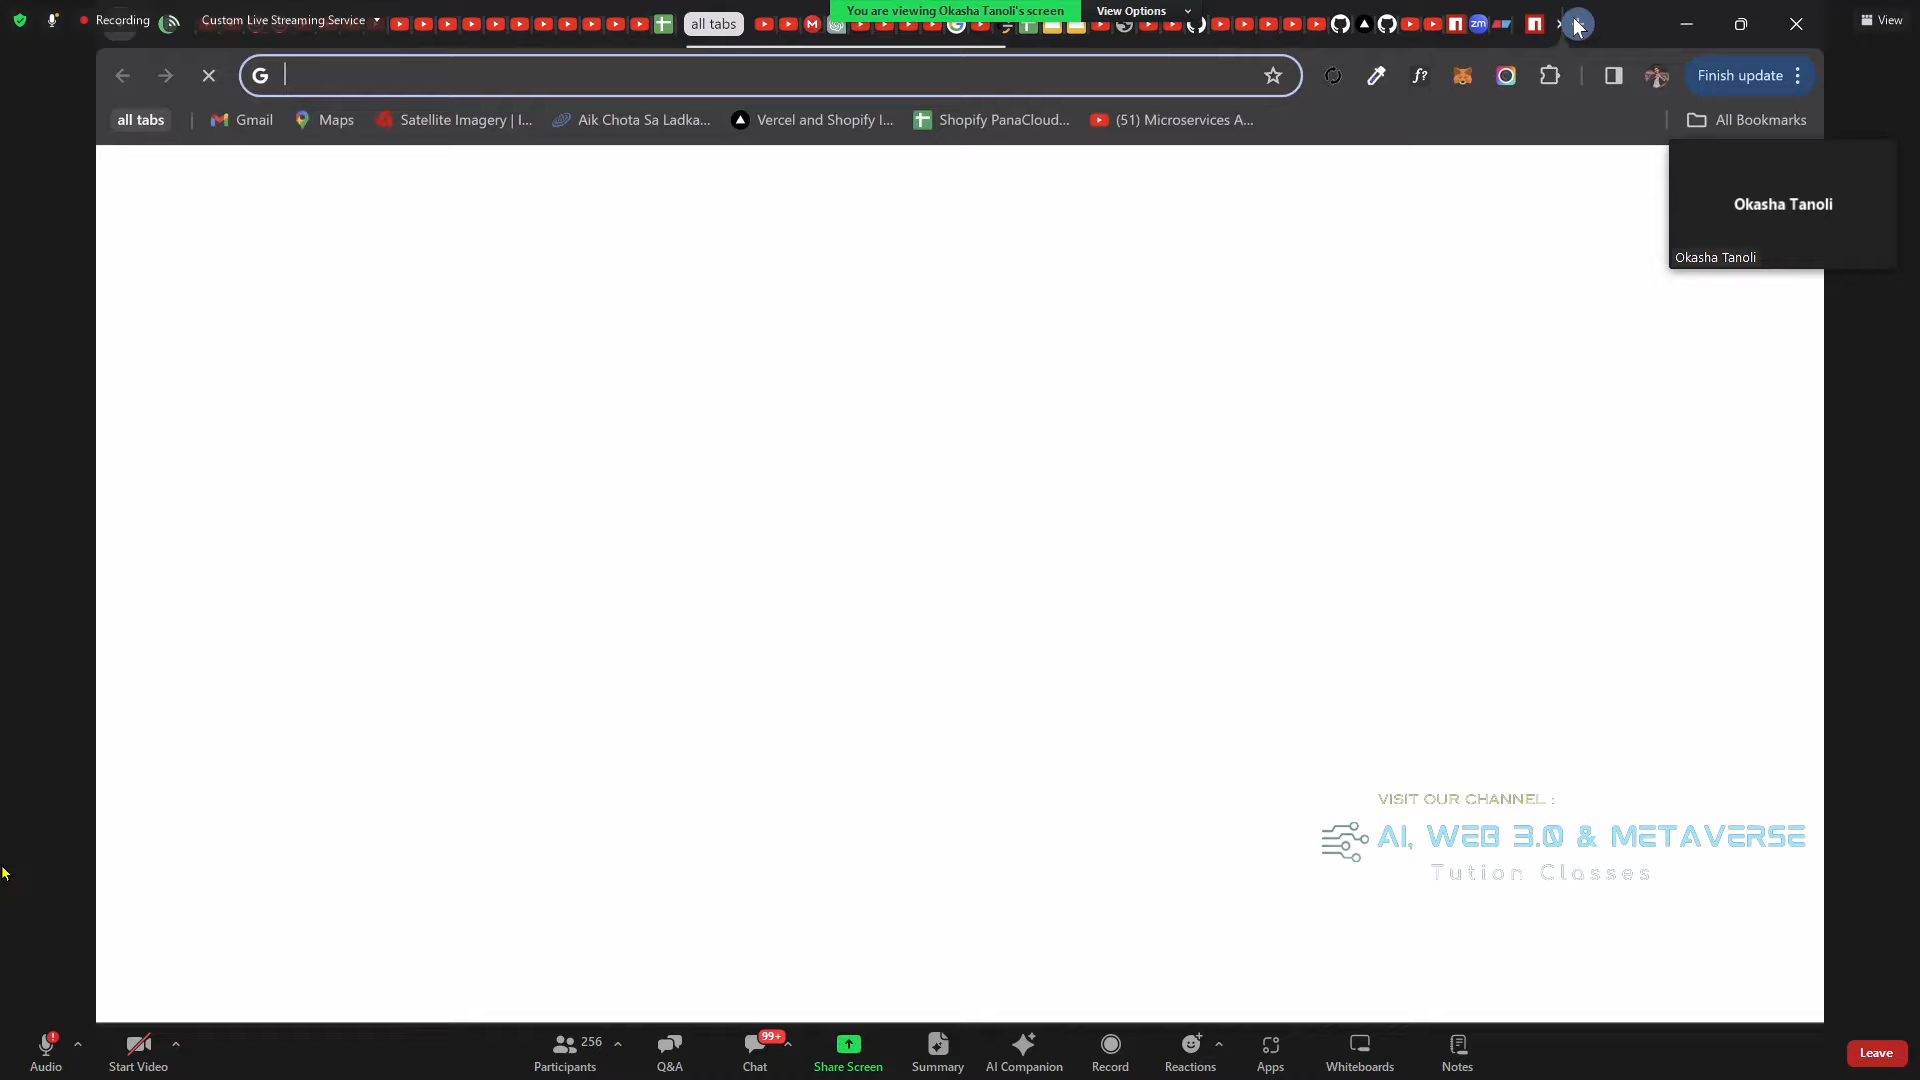 Recording
Custom Live Streaming Service
all tabs
You are viewing Okasha Tanoli's screen
View Options
zm
View
G
f?
Finish update
all tabs
Gmail
Maps
Satellite Imagery | I...
Aik Chota Sa Ladka...
Vercel and Shopify I...
Shopify PanaCloud...
(51) Microservices A...
All Bookmarks
Okasha Tanoli
Okasha Tanoli
VISIT OUR CHANNEL :
AI, WEB 3.0 & METAVERSE
Tution Classes
Audio
Start Video
256
Participants
Q&A
99+
Chat
Share Screen
Summary
AI Companion
Record
Reactions
Apps
Whiteboards
Notes
Leave